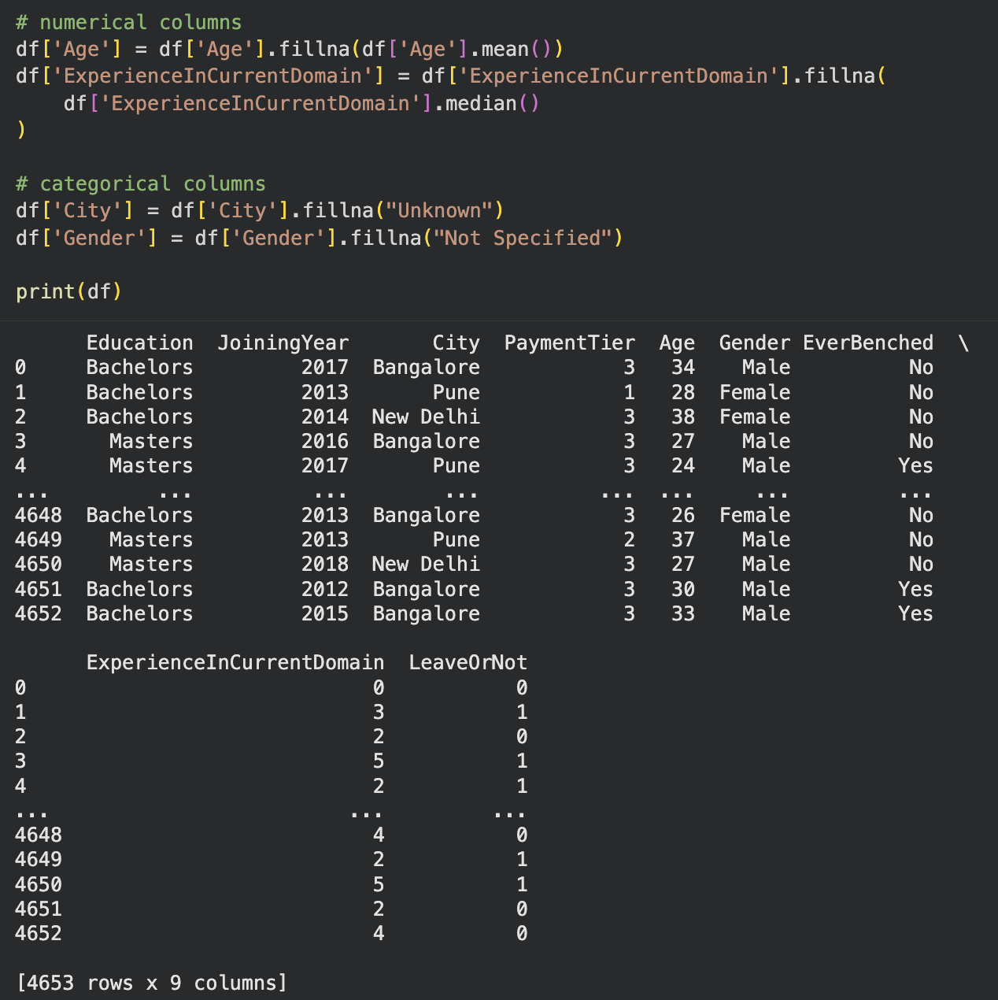 # numerical columns
df['Age'] = df['Age'].fillna(df['Age'].mean())
df['ExperienceInCurrentDomain'] = df['ExperienceInCurrentDomain'].fillna(
    df['ExperienceInCurrentDomain'].median()
)

# categorical columns
df['City'] = df['City'].fillna("Unknown")
df['Gender'] = df['Gender'].fillna("Not Specified")

print(df)

      Education  JoiningYear       City  PaymentTier  Age  Gender EverBenched  \
0     Bachelors         2017  Bangalore            3   34    Male          No
1     Bachelors         2013       Pune            1   28  Female          No
2     Bachelors         2014  New Delhi            3   38  Female          No
3       Masters         2016  Bangalore            3   27    Male          No
4       Masters         2017       Pune            3   24    Male         Yes
...         ...          ...        ...          ...  ...     ...         ...
4648  Bachelors         2013  Bangalore            3   26  Female          No
4649    Masters         2013       Pune            2   37    Male          No
4650    Masters         2018  New Delhi            3   27    Male          No
4651  Bachelors         2012  Bangalore            3   30    Male         Yes
4652  Bachelors         2015  Bangalore            3   33    Male         Yes

      ExperienceInCurrentDomain  LeaveOrNot
0                             0           0
1                             3           1
2                             2           0
3                             5           1
4                             2           1
...                         ...         ...
4648                          4           0
4649                          2           1
4650                          5           1
4651                          2           0
4652                          4           0

[4653 rows x 9 columns]